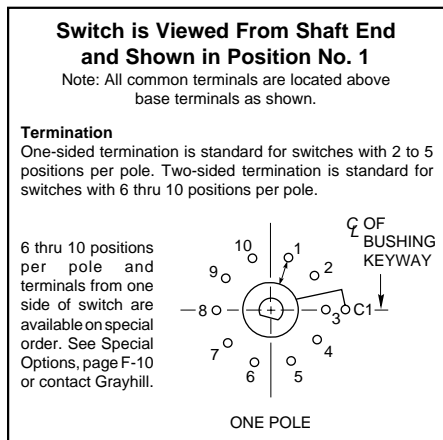 Switch is Viewed From Shaft End
and Shown in Position No. 1
Note: All common terminals are located above
base terminals as shown.
Termination
One-sided termination is standard for switches with 2 to 5
positions per pole. Two-sided termination is standard for
switches with 6 thru 10 positions per pole.
6 thru 10 positions
per pole and
terminals from one
side of switch are
available on special
order. See Special
Options, page F-10
or contact Grayhill.
℄ OF
BUSHING
KEYWAY
10
1
9
2
8
3
C1
7
4
6
5
ONE POLE